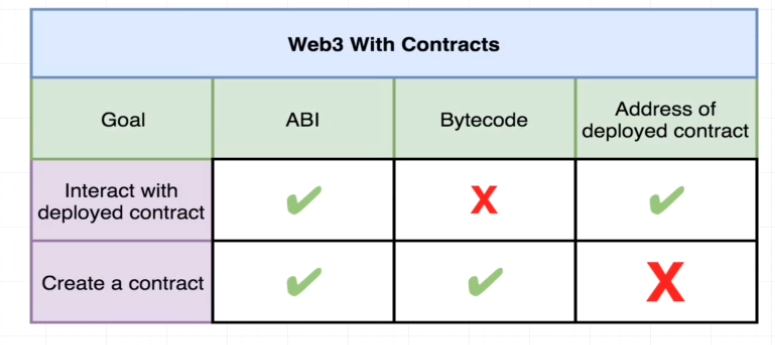 Web3 With Contracts
Goal
ABI
Bytecode
Address of
deployed contract
Interact with
deployed contract
✔
X
✔
Create a contract
✔
✔
X